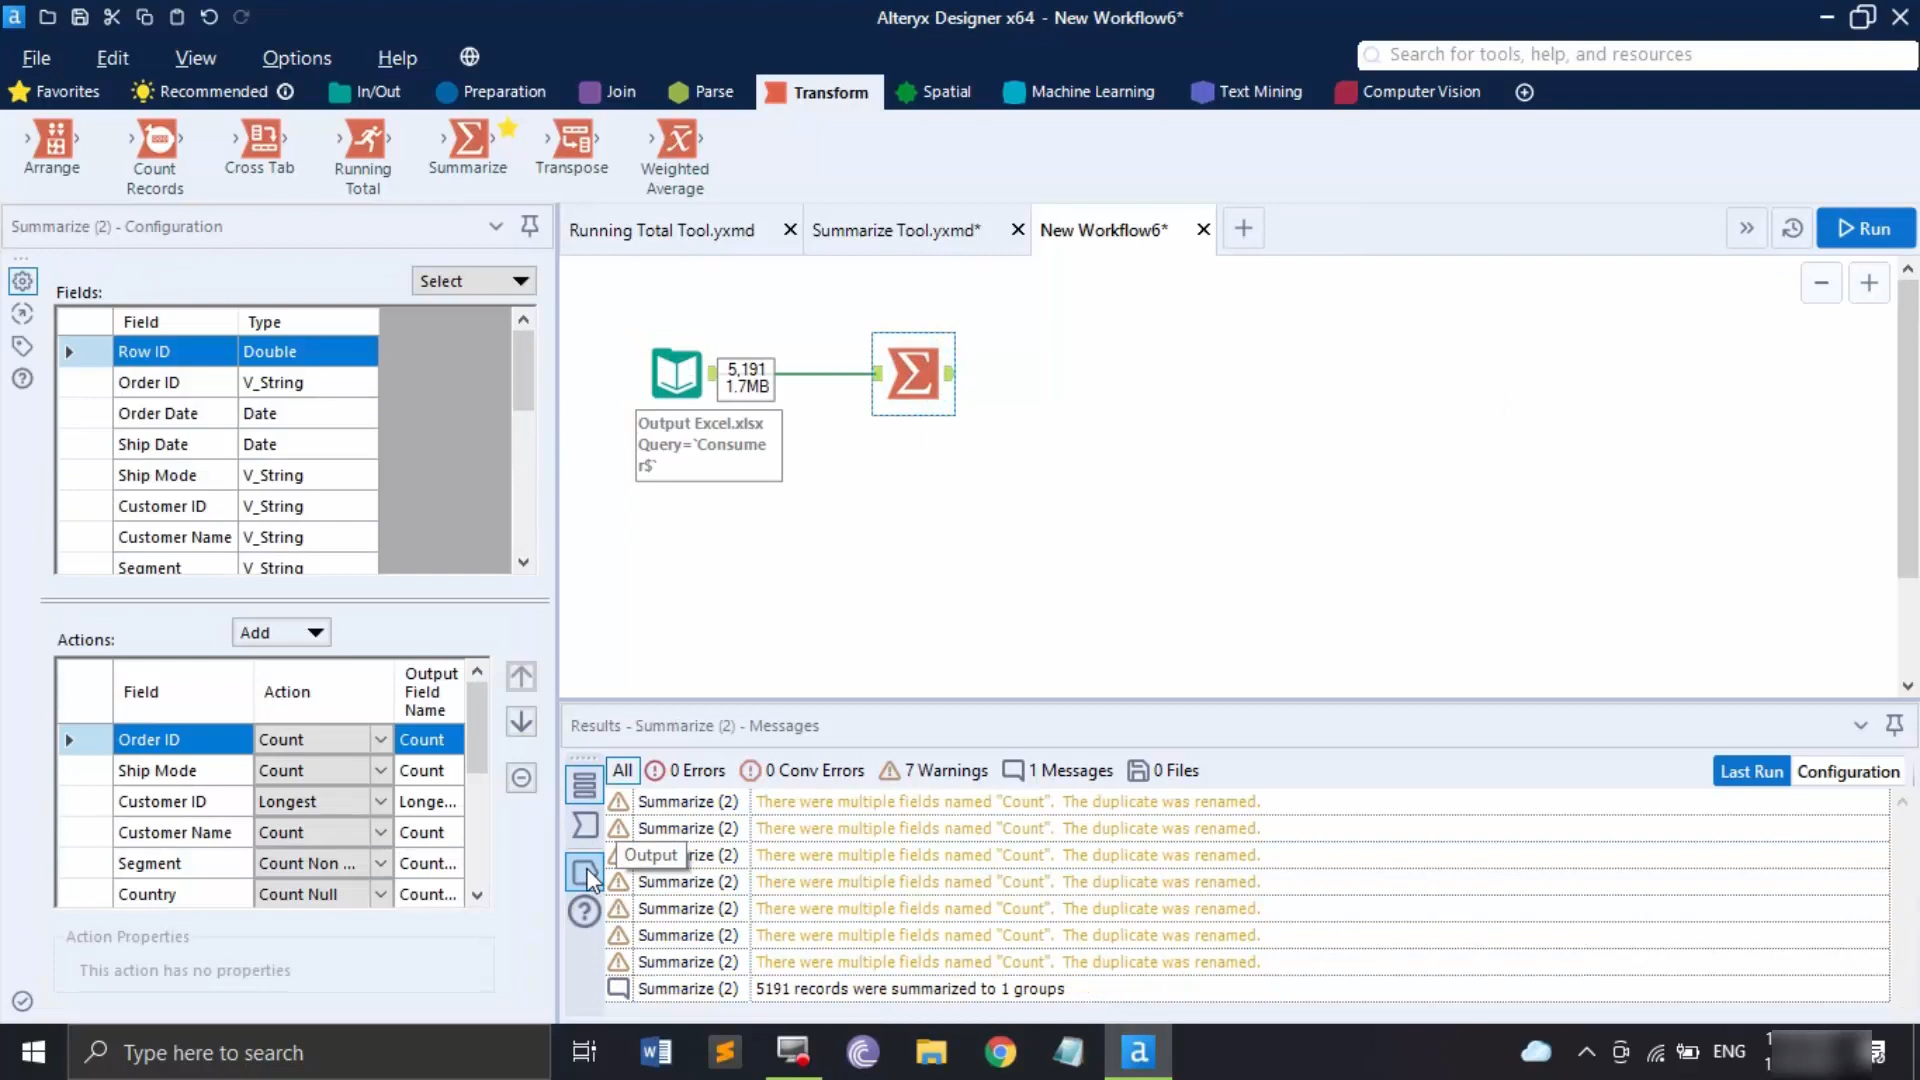 Alteryx Designer x64 - New Workflow6*
File Edit View Options Help
Search for tools, help, and resources
Favorites Recommended In/Out Preparation Join Parse Transform Spatial Machine Learning Text Mining Computer Vision
Arrange
Count Records
Cross Tab
Running Total
Summarize
Transpose
Weighted Average
Summarize (2) - Configuration
Running Total Tool.yxmd
Summarize Tool.yxmd*
New Workflow6*
Run
Fields:
Select
Field Type
Row ID Double
Order ID V_String
Order Date Date
Ship Date Date
Ship Mode V_String
Customer ID V_String
Customer Name V_String
Segment V_String
5,191
1.7MB
Output Excel.xlsx
Query=`Consume
r$`
Actions:
Add
Field Action Output Field Name
Order ID Count Count
Ship Mode Count Count
Customer ID Longest Longe...
Customer Name Count Count
Segment Count Non ... Count...
Country Count Null Count...
Action Properties
This action has no properties
Results - Summarize (2) - Messages
All 0 Errors 0 Conv Errors 7 Warnings 1 Messages 0 Files
Last Run Configuration
Summarize (2) There were multiple fields named "Count". The duplicate was renamed.
Summarize (2) There were multiple fields named "Count". The duplicate was renamed.
Output rize (2) There were multiple fields named "Count". The duplicate was renamed.
Summarize (2) There were multiple fields named "Count". The duplicate was renamed.
Summarize (2) There were multiple fields named "Count". The duplicate was renamed.
Summarize (2) There were multiple fields named "Count". The duplicate was renamed.
Summarize (2) There were multiple fields named "Count". The duplicate was renamed.
Summarize (2) 5191 records were summarized to 1 groups
Type here to search
ENG